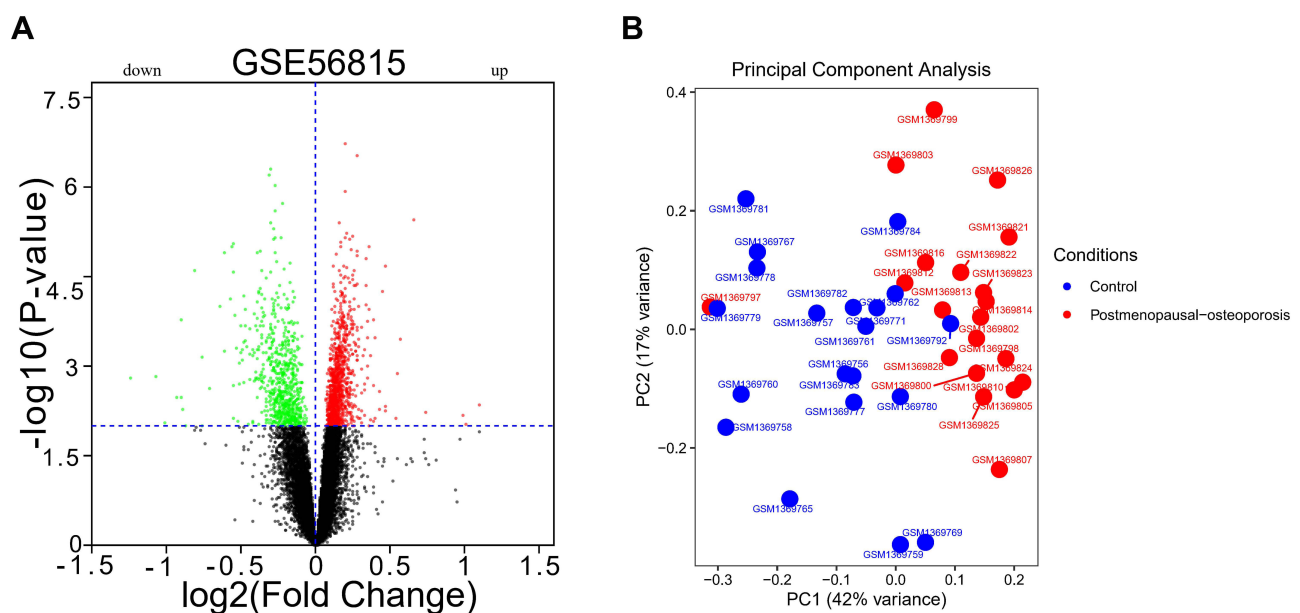 A
down
GSE56815
up
7.5
6
4.5
3
1.5
0
-log10(P-value)
-1.5
-1
-0.5
0
0.5
1
1.5
log2(Fold Change)
B
Principal Component Analysis
0.4
0.2
0.0
−0.2
PC2 (17% variance)
GSM1369799
GSM1369803
GSM1369826
GSM1369781
GSM1369784
GSM1369821
GSM1369767
GSM1369816
GSM1369822
GSM1369778
GSM1369812
GSM1369823
GSM1369782
GSM1369813
GSM1369797
GSM1369762
GSM1369814
GSM1369779
GSM1369757
GSM1369771
GSM1369802
GSM1369761
GSM1369792
GSM1369798
GSM1369756
GSM1369828
GSM1369824
GSM1369760
GSM1369783
GSM1369800
GSM1369810
GSM1369777
GSM1369780
GSM1369805
GSM1369758
GSM1369825
GSM1369807
GSM1369765
GSM1369769
GSM1369759
−0.3
−0.2
−0.1
0.0
0.1
0.2
PC1 (42% variance)
Conditions
Control
Postmenopausal−osteoporosis